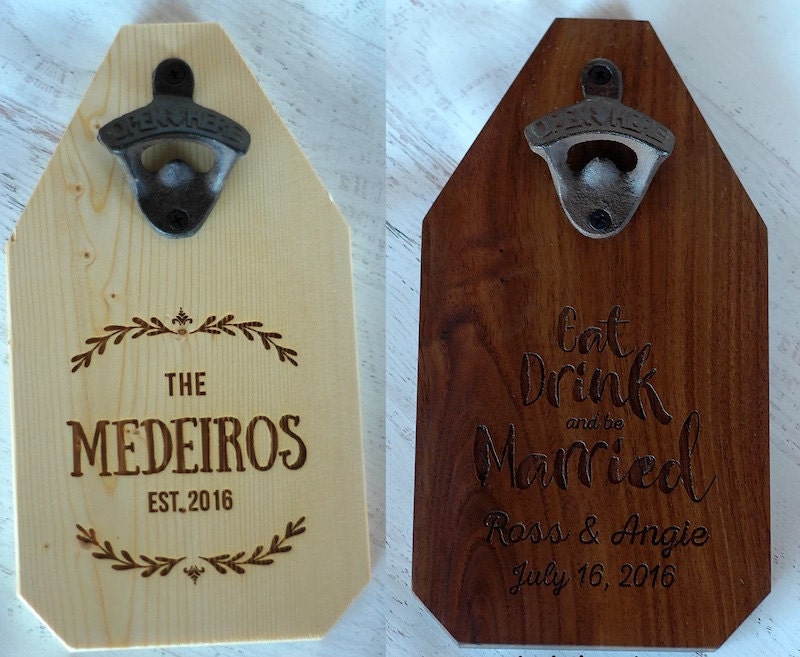 OPEN HERE
THE
MEDEIROS
EST. 2016
OPEN HERE
Eat
Drink
and be
Married
Ross & Angie
July 16, 2016